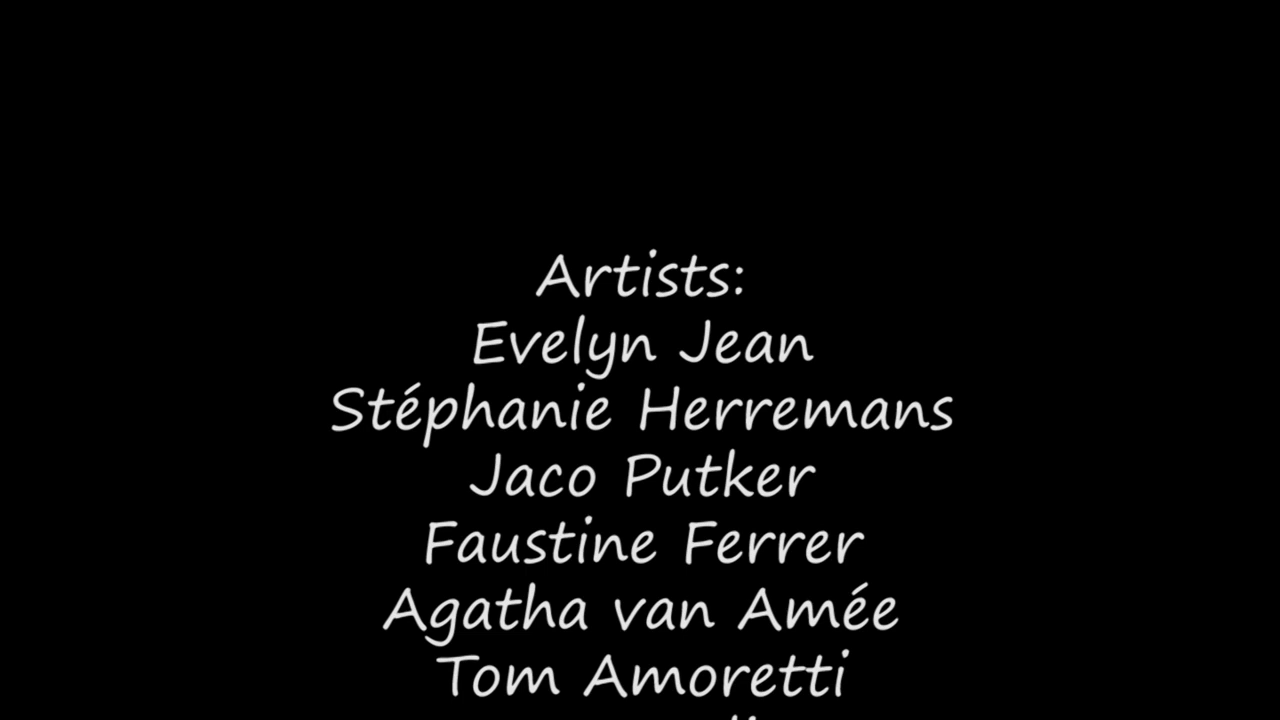 Artists:
Evelyn Jean
Stéphanie Herremans
Jaco Putker
Faustine Ferrer
Agatha van Amée
Tom Amoretti